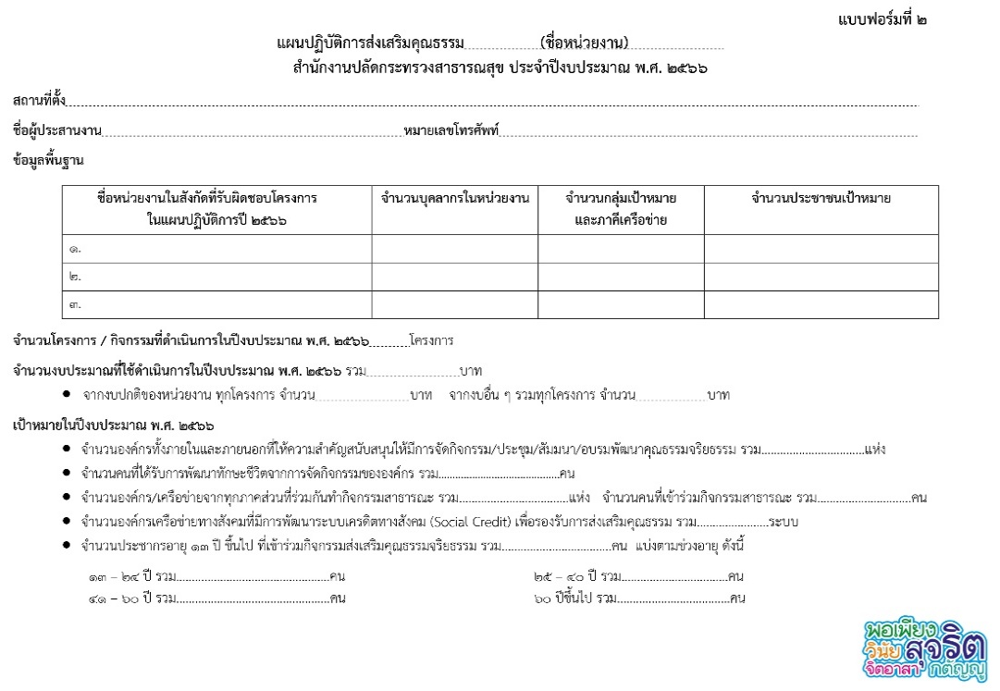 แบบฟอร์มที่ ๒
แผนปฏิบัติการส่งเสริมคุณธรรม................(ชื่อหน่วยงาน)....................
สำนักงานปลัดกระทรวงสาธารณสุข ประจำปีงบประมาณ พ.ศ. ๒๕๖๖
สถานที่ตั้ง....................................................................................................
ชื่อผู้ประสานงาน........................................หมายเลขโทรศัพท์........................................
ข้อมูลพื้นฐาน
ชื่อหน่วยงานในสังกัดที่รับผิดชอบโครงการ จำนวนบุคลากรในหน่วยงาน จำนวนกลุ่มเป้าหมาย จำนวนประชาชนเป้าหมาย
ในแผนปฏิบัติการปี ๒๕๖๖ และภาคีเครือข่าย
๑.
๒.
๓.
จำนวนโครงการ / กิจกรรมที่ดำเนินการในปีงบประมาณ พ.ศ. ๒๕๖๖..........โครงการ
จำนวนงบประมาณที่ใช้ดำเนินการในปีงบประมาณ พ.ศ. ๒๕๖๖ รวม....................บาท
● จากงบปกติของหน่วยงาน ทุกโครงการ จำนวน....................บาท จากงบอื่น ๆ รวมทุกโครงการ จำนวน...............บาท
เป้าหมายในปีงบประมาณ พ.ศ. ๒๕๖๖
● จำนวนองค์กรทั้งภายในและภายนอกที่ให้ความสำคัญสนับสนุนให้มีการจัดกิจกรรม/ประชุม/สัมมนา/อบรมพัฒนาคุณธรรมจริยธรรม รวม..................................แห่ง
● จำนวนคนที่ได้รับการพัฒนาทักษะชีวิตจากการจัดกิจกรรมขององค์กร รวม..........................................คน
● จำนวนองค์กร/เครือข่ายจากทุกภาคส่วนที่ร่วมกันทำกิจกรรมสาธารณะ รวม....................................แห่ง จำนวนคนที่เข้าร่วมกิจกรรมสาธารณะ รวม...............................คน
● จำนวนองค์กรเครือข่ายทางสังคมที่มีการพัฒนาระบบเครดิตทางสังคม (Social Credit) เพื่อรองรับการส่งเสริมคุณธรรม รวม........................ระบบ
● จำนวนประชากรอายุ ๑๓ ปี ขึ้นไป ที่เข้าร่วมกิจกรรมส่งเสริมคุณธรรมจริยธรรม รวม....................................คน แบ่งตามช่วงอายุ ดังนี้
๑๓ – ๒๔ ปี รวม..................................................คน ๒๕ – ๔๐ ปี รวม...................................คน
๔๑ – ๖๐ ปี รวม..................................................คน ๖๐ ปีขึ้นไป รวม.....................................คน
พอเพียง
วินัย สุจริต
จิตอาสา กตัญญู